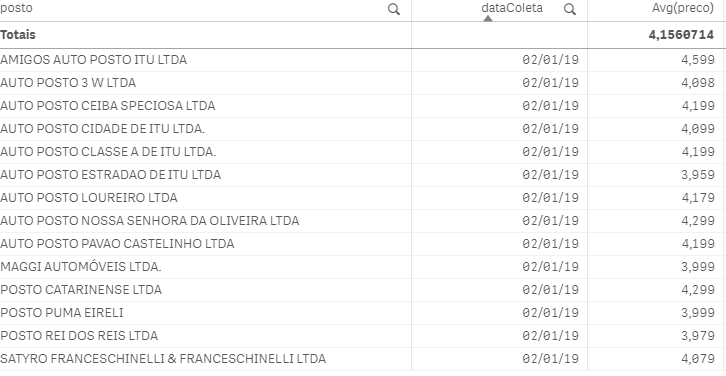 posto dataColeta Avg(preco)
Totais 4,1560714
AMIGOS AUTO POSTO ITU LTDA 02/01/19 4,599
AUTO POSTO 3 W LTDA 02/01/19 4,098
AUTO POSTO CEIBA SPECIOSA LTDA 02/01/19 4,199
AUTO POSTO CIDADE DE ITU LTDA. 02/01/19 4,099
AUTO POSTO CLASSE A DE ITU LTDA. 02/01/19 4,199
AUTO POSTO ESTRADAO DE ITU LTDA 02/01/19 3,959
AUTO POSTO LOUREIRO LTDA 02/01/19 4,179
AUTO POSTO NOSSA SENHORA DA OLIVEIRA LTDA 02/01/19 4,299
AUTO POSTO PAVAO CASTELINHO LTDA 02/01/19 4,199
MAGGI AUTOMÓVEIS LTDA. 02/01/19 3,999
POSTO CATARINENSE LTDA 02/01/19 4,299
POSTO PUMA EIRELI 02/01/19 3,999
POSTO REI DOS REIS LTDA 02/01/19 3,979
SATYRO FRANCESCHINELLI & FRANCESCHINELLI LTDA 02/01/19 4,079